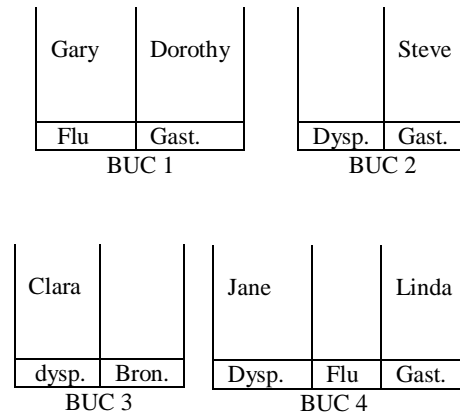 Gary Dorothy
Flu Gast.
BUC 1
Steve
Dysp. Gast.
BUC 2
Clara
dysp. Bron.
BUC 3
Jane Linda
Dysp. Flu Gast.
BUC 4